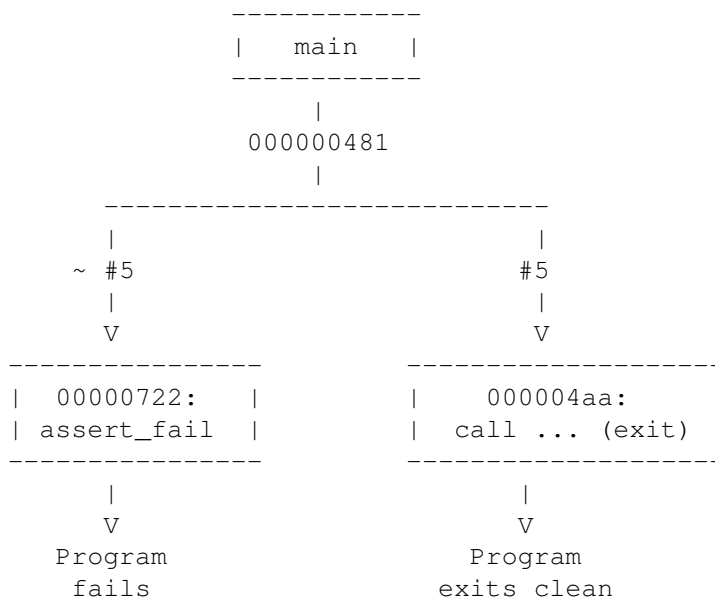 main
000000481
~ #5 #5
V V
00000722: 000004aa:
assert_fail call ... (exit)
V V
Program Program
fails exits clean